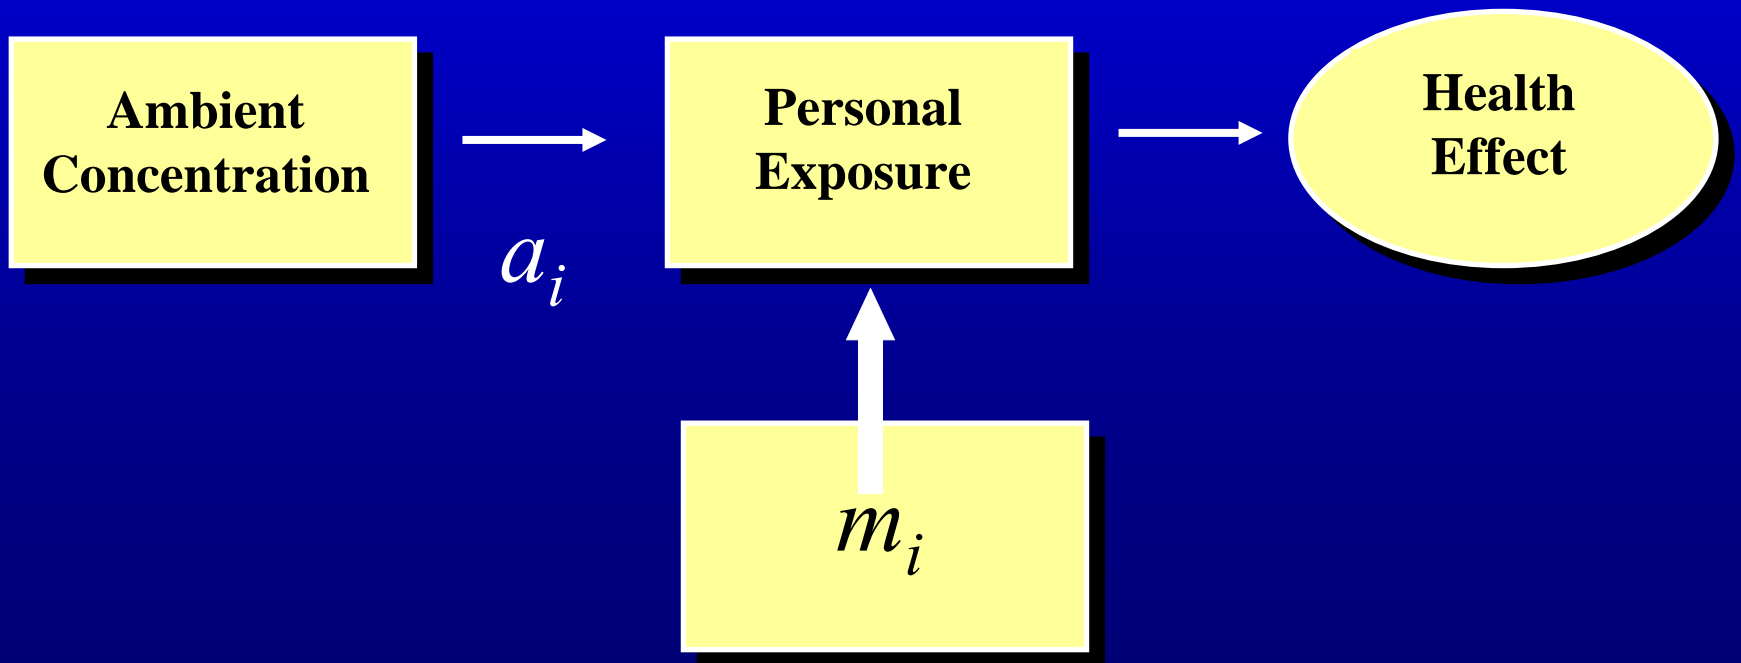 Ambient
Concentration
Personal
Exposure
Health
Effect
a_i
m_i